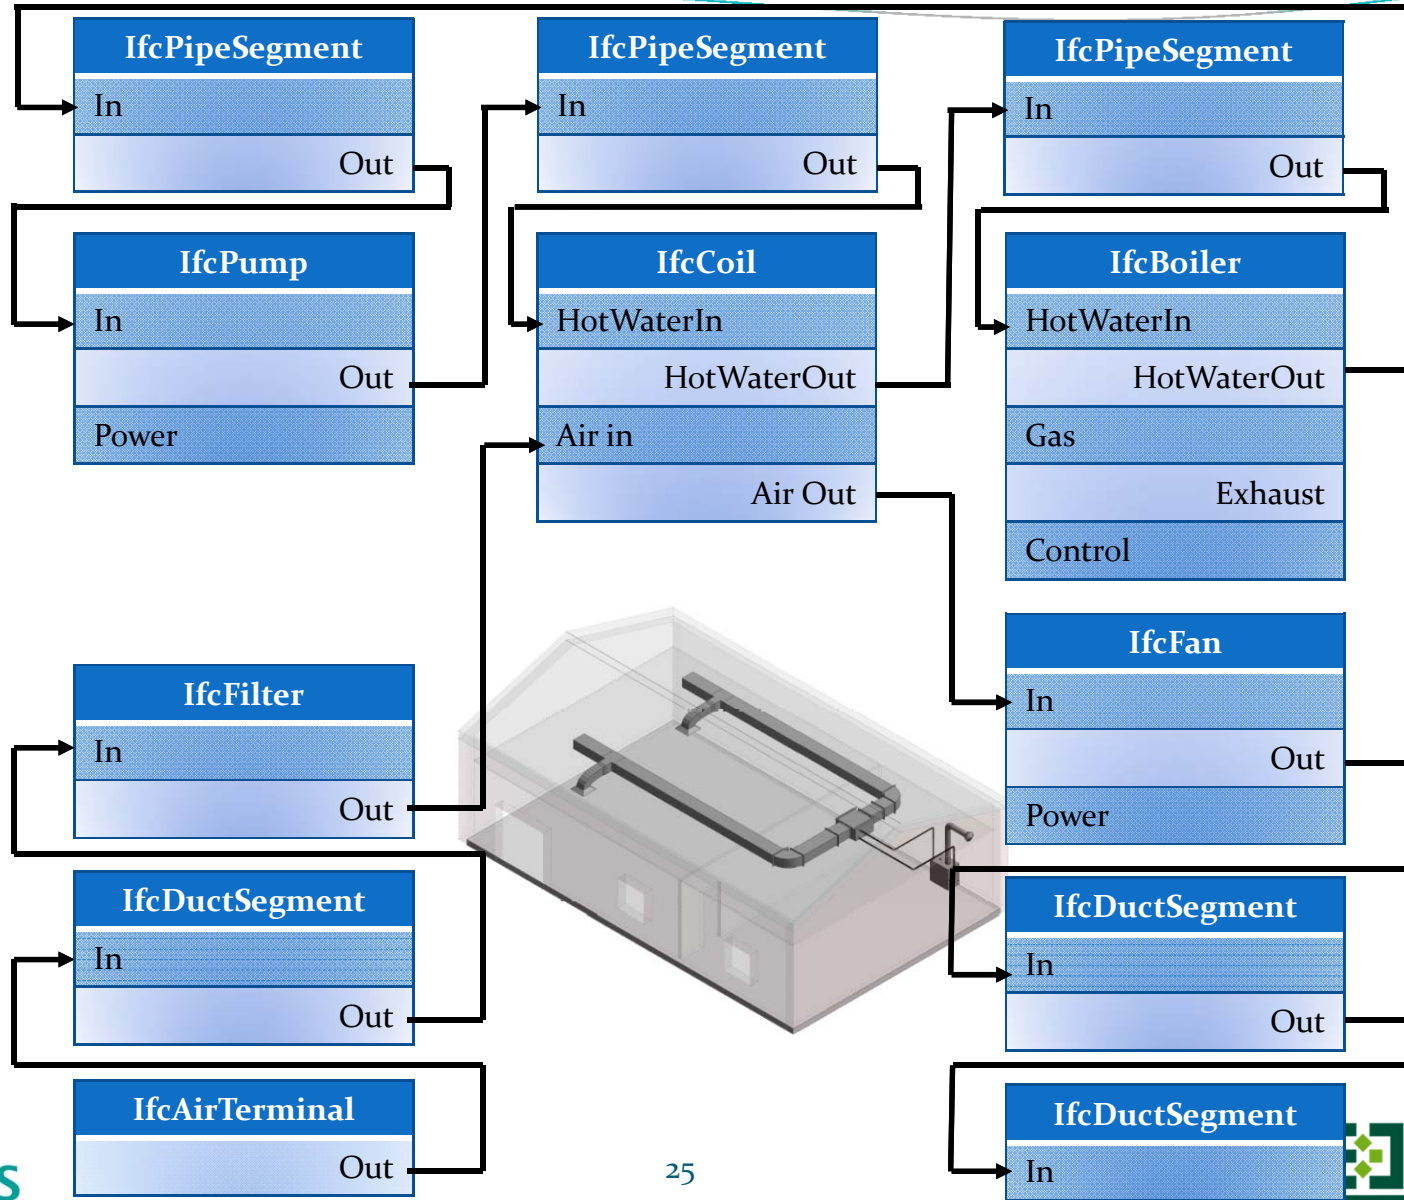 IfcPipeSegment
In
Out
IfcPipeSegment
In
Out
IfcPipeSegment
In
Out
IfcPump
In
Out
Power
IfcCoil
HotWaterIn
HotWaterOut
Air in
Air Out
IfcBoiler
HotWaterIn
HotWaterOut
Gas
Exhaust
Control
IfcFilter
In
Out
IfcFan
In
Out
Power
IfcDuctSegment
In
Out
IfcDuctSegment
In
Out
IfcAirTerminal
Out
IfcDuctSegment
In
s
25